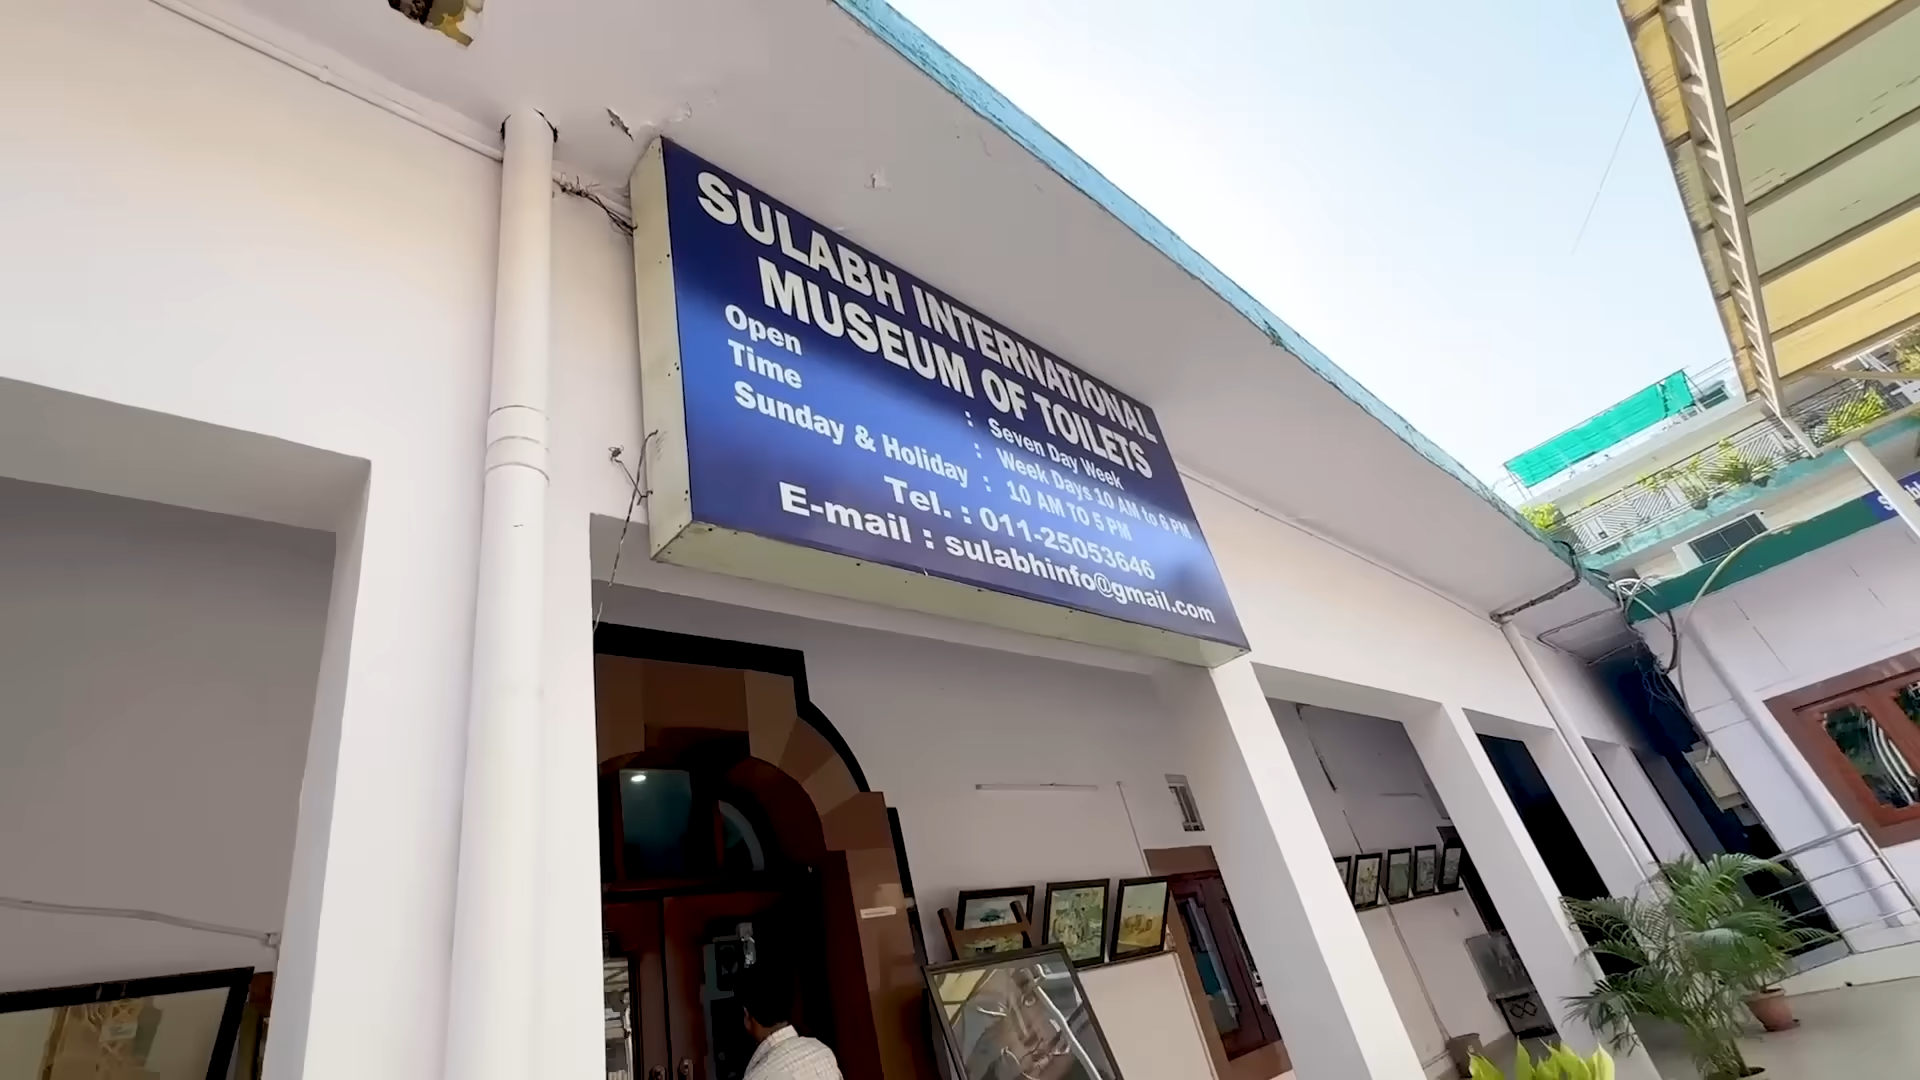 SULABH INTERNATIONAL
MUSEUM OF TOILETS
Open : Seven Day Week
Time : Week Days 10 AM to 6 PM
Sunday & Holiday : 10 AM TO 5 PM
Tel. : 011-25053646
E-mail : sulabhinfo@gmail.com